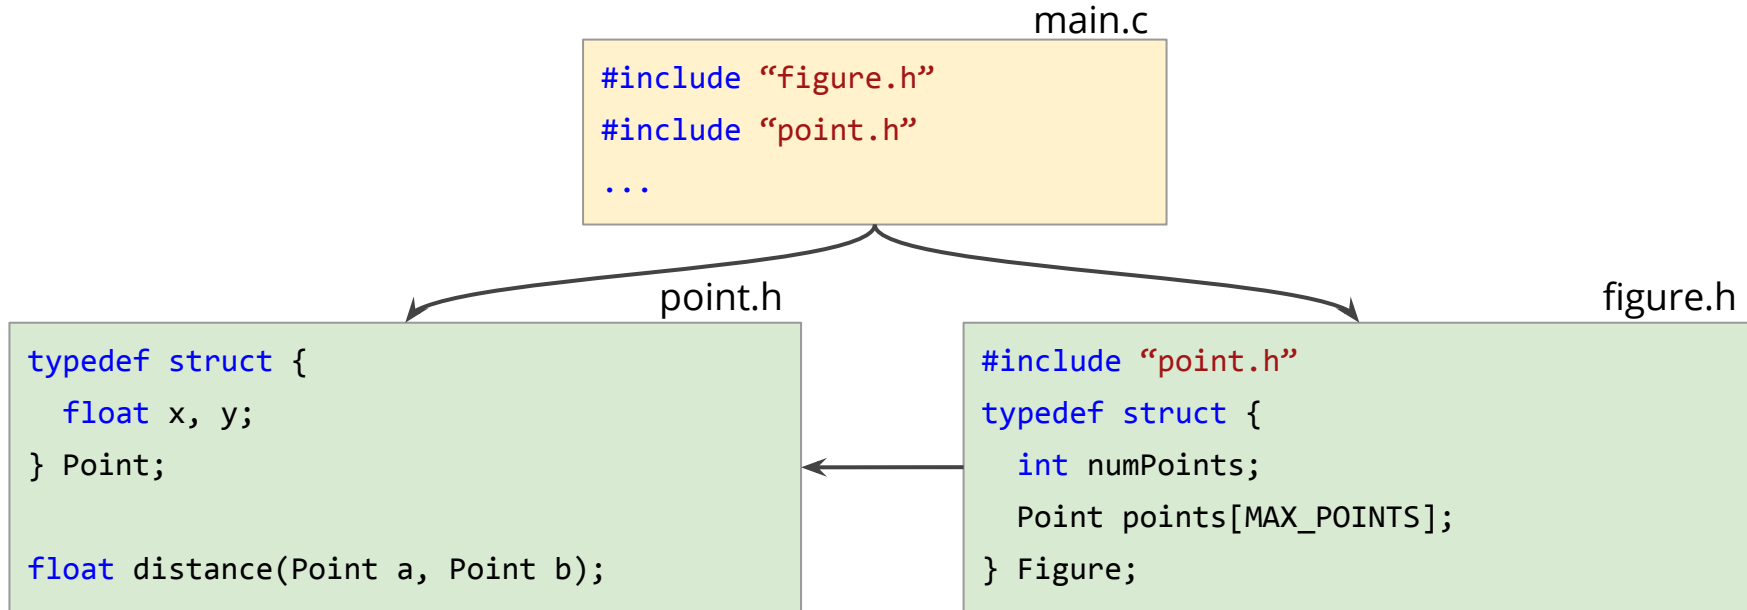 main.c
#include “figure.h”
#include “point.h”
...
point.h
typedef struct {
  float x, y;
} Point;
float distance(Point a, Point b);
figure.h
#include “point.h”
typedef struct {
  int numPoints;
  Point points[MAX_POINTS];
} Figure;